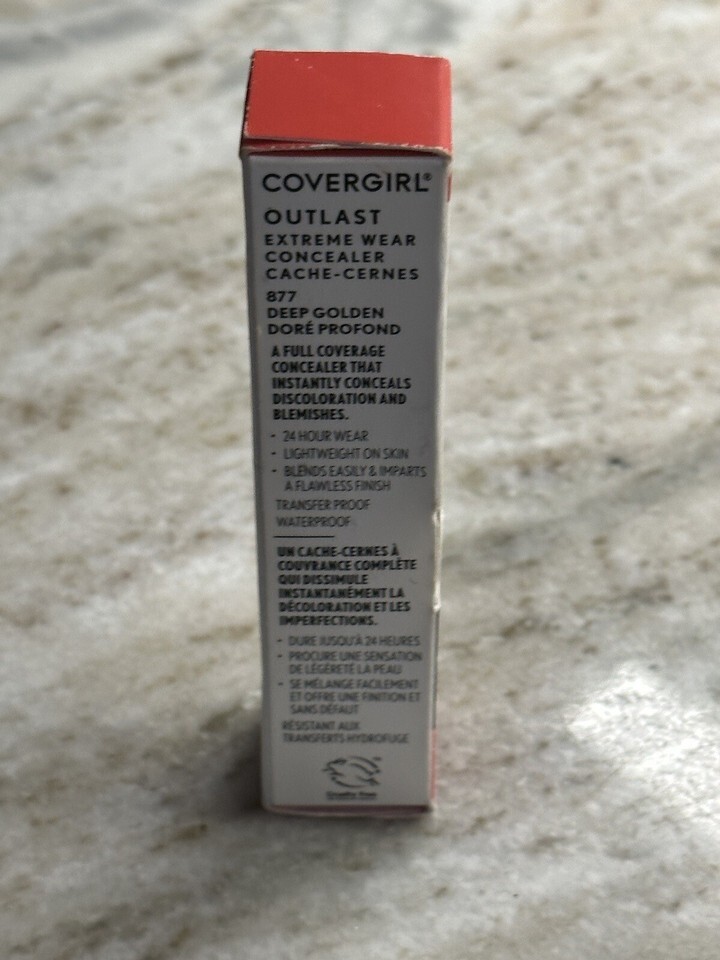 COVERGIRL®
OUTLAST
EXTREME WEAR
CONCEALER
CACHE-CERNES
877
DEEP GOLDEN
DORÉ PROFOND
A FULL COVERAGE
CONCEALER THAT
INSTANTLY CONCEALS
DISCOLORATION AND
BLEMISHES.
• 24 HOUR WEAR
• LIGHTWEIGHT ON SKIN
• BLENDS EASILY & IMPARTS
A FLAWLESS FINISH
TRANSFER PROOF
WATERPROOF
UN CACHE-CERNES À
COUVRANCE COMPLÈTE
QUI DISSIMULE
INSTANTANÉMENT LA
DÉCOLORATION ET LES
IMPERFECTIONS.
• DURE JUSQU'À 24 HEURES
• PROCURE UNE SENSATION
DE LÉGÈRETÉ LA PEAU
• SE MÉLANGE FACILEMENT
ET OFFRE UNE FINITION ET
SANS DÉFAUT
RÉSISTANT AUX
TRANSFERTS HYDROFUGE
Cruelty Free